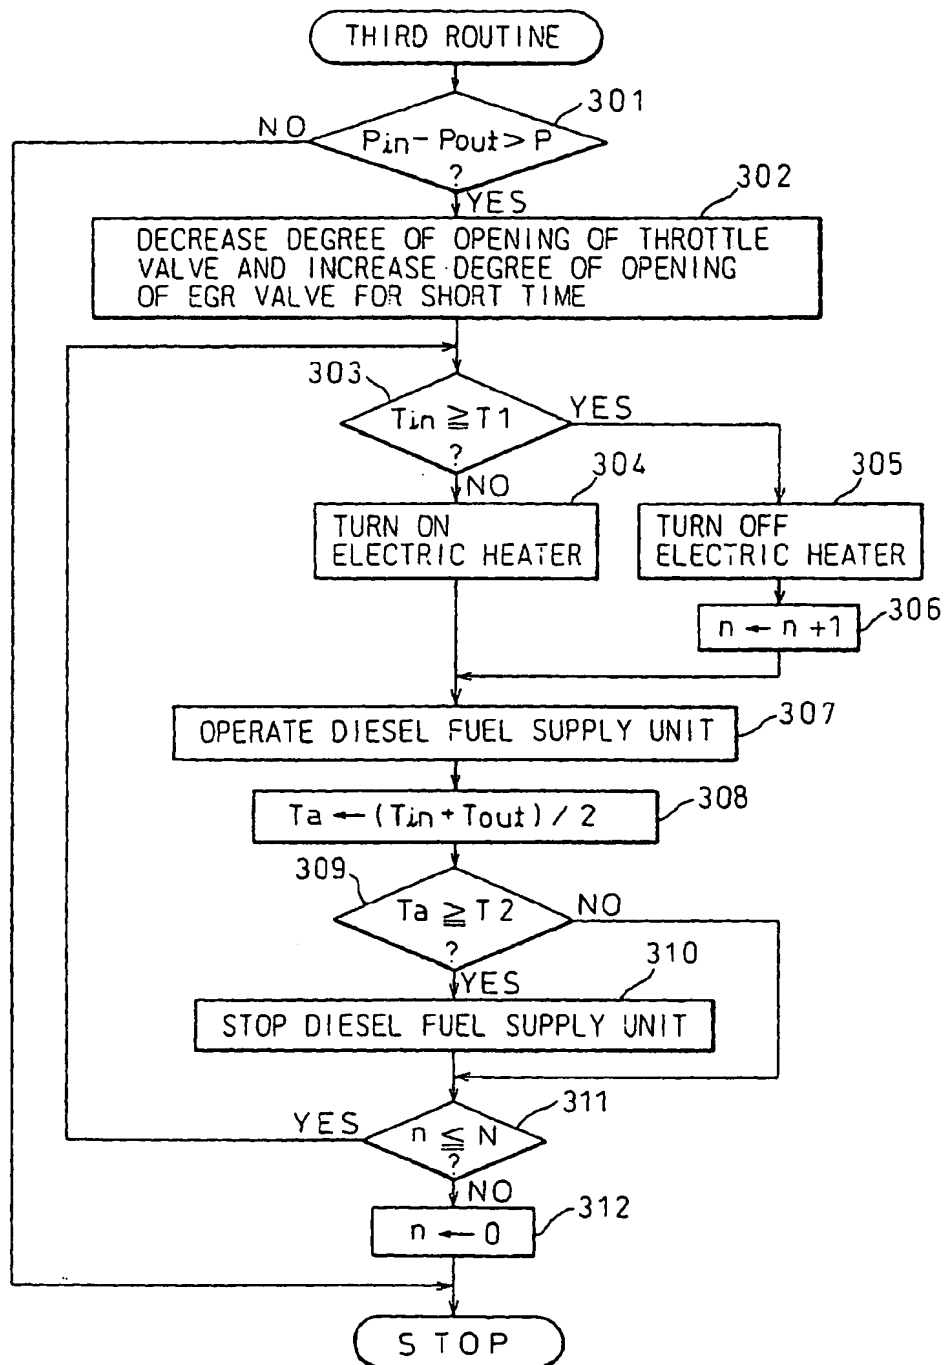 THIRD ROUTINE
301
NO
Pin - Pout > P
?
YES
302
DECREASE DEGREE OF OPENING OF THROTTLE
VALVE AND INCREASE DEGREE OF OPENING
OF EGR VALVE FOR SHORT TIME
303
Tin ≧ T1
?
YES
NO
304
TURN ON
ELECTRIC HEATER
305
TURN OFF
ELECTRIC HEATER
306
n ← n + 1
OPERATE DIESEL FUEL SUPPLY UNIT
307
Ta ← (Tin + Tout) / 2
308
309
Ta ≧ T2
?
NO
YES
310
STOP DIESEL FUEL SUPPLY UNIT
311
YES
n ≦ N
?
NO
312
n ← 0
STOP